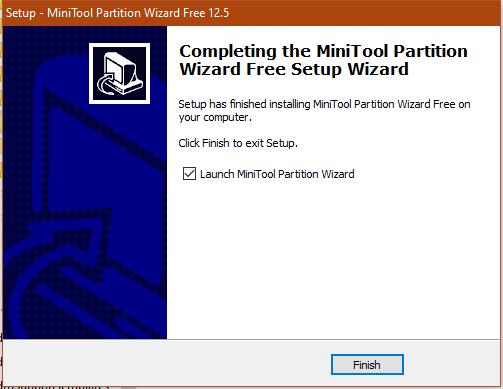 Setup - MiniTool Partition Wizard Free 12.5
Completing the MiniTool Partition
Wizard Free Setup Wizard
Setup has finished installing MiniTool Partition Wizard Free on
your computer.
Click Finish to exit Setup.
Launch MiniTool Partition Wizard
Finish